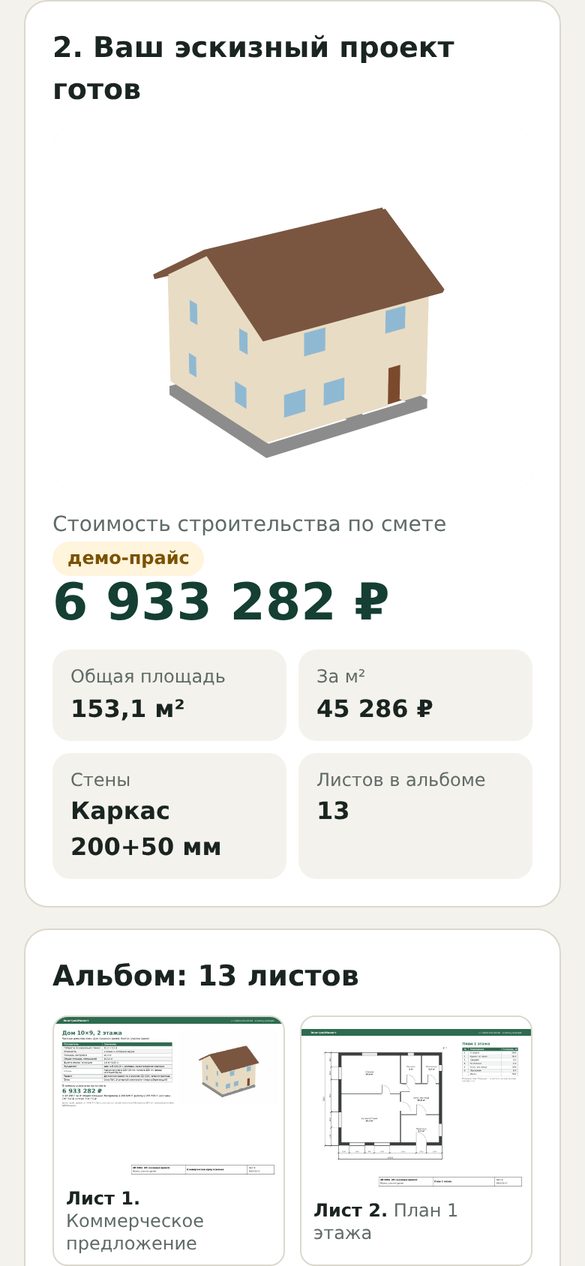 2. Ваш эскизный проект
готов
Стоимость строительства по смете
демо-прайс
6 933 282 ₽
Общая площадь
153,1 м²
За м²
45 286 ₽
Стены
Каркас
200+50 мм
Листов в альбоме
13
Альбом: 13 листов
Дом 10×9, 2 этажа
6 933 282 ₽
План 1 этажа
Лист 1.
Коммерческое
предложение
Лист 2. План 1
этажа